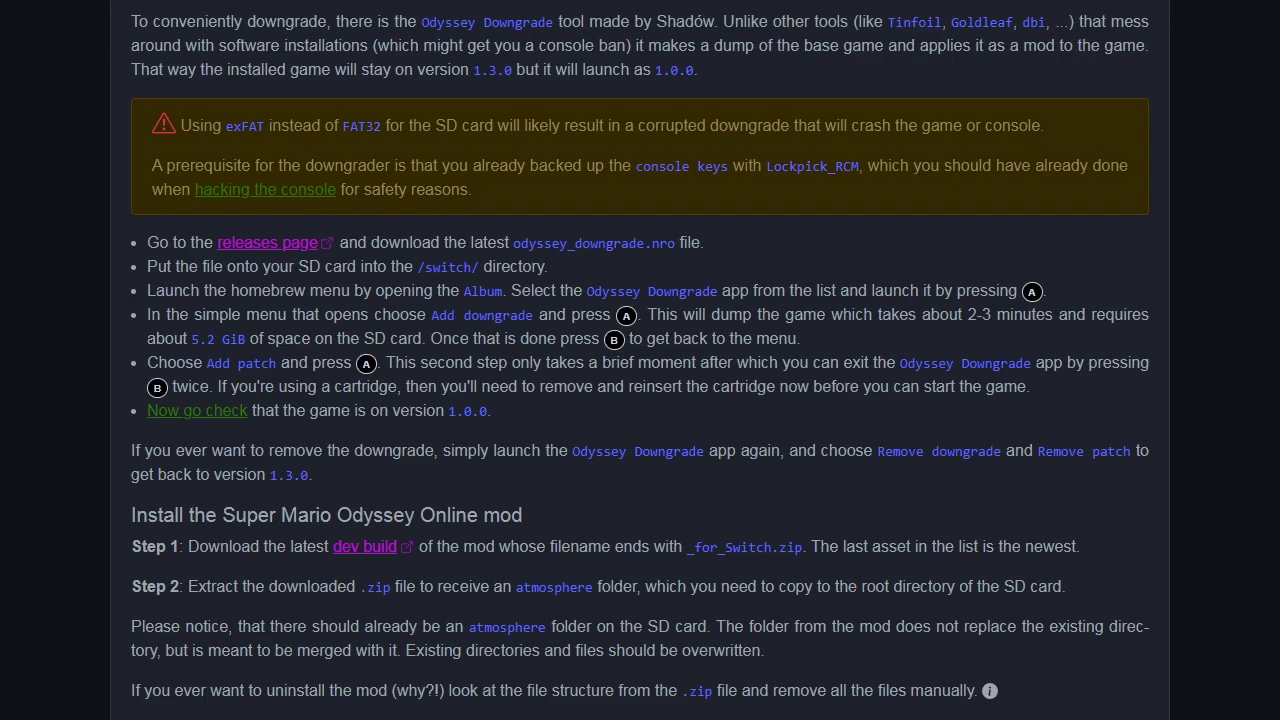 To conveniently downgrade, there is the Odyssey Downgrade tool made by Shadów. Unlike other tools (like Tinfoil, Goldleaf, dbi, ...) that mess
around with software installations (which might get you a console ban) it makes a dump of the base game and applies it as a mod to the game.
That way the installed game will stay on version 1.3.0 but it will launch as 1.0.0.
Using exFAT instead of FAT32 for the SD card will likely result in a corrupted downgrade that will crash the game or console.
A prerequisite for the downgrader is that you already backed up the console keys with Lockpick_RCM, which you should have already done
when hacking the console for safety reasons.
• Go to the releases page and download the latest odyssey_downgrade.nro file.
• Put the file onto your SD card into the /switch/ directory.
• Launch the homebrew menu by opening the Album. Select the Odyssey Downgrade app from the list and launch it by pressing A.
• In the simple menu that opens choose Add downgrade and press A. This will dump the game which takes about 2-3 minutes and requires
about 5.2 GiB of space on the SD card. Once that is done press B to get back to the menu.
• Choose Add patch and press A. This second step only takes a brief moment after which you can exit the Odyssey Downgrade app by pressing
B twice. If you're using a cartridge, then you'll need to remove and reinsert the cartridge now before you can start the game.
• Now go check that the game is on version 1.0.0.
If you ever want to remove the downgrade, simply launch the Odyssey Downgrade app again, and choose Remove downgrade and Remove patch to
get back to version 1.3.0.
Install the Super Mario Odyssey Online mod
Step 1: Download the latest dev build of the mod whose filename ends with _for_Switch.zip. The last asset in the list is the newest.
Step 2: Extract the downloaded .zip file to receive an atmosphere folder, which you need to copy to the root directory of the SD card.
Please notice, that there should already be an atmosphere folder on the SD card. The folder from the mod does not replace the existing direc-
tory, but is meant to be merged with it. Existing directories and files should be overwritten.
If you ever want to uninstall the mod (why?!) look at the file structure from the .zip file and remove all the files manually. i